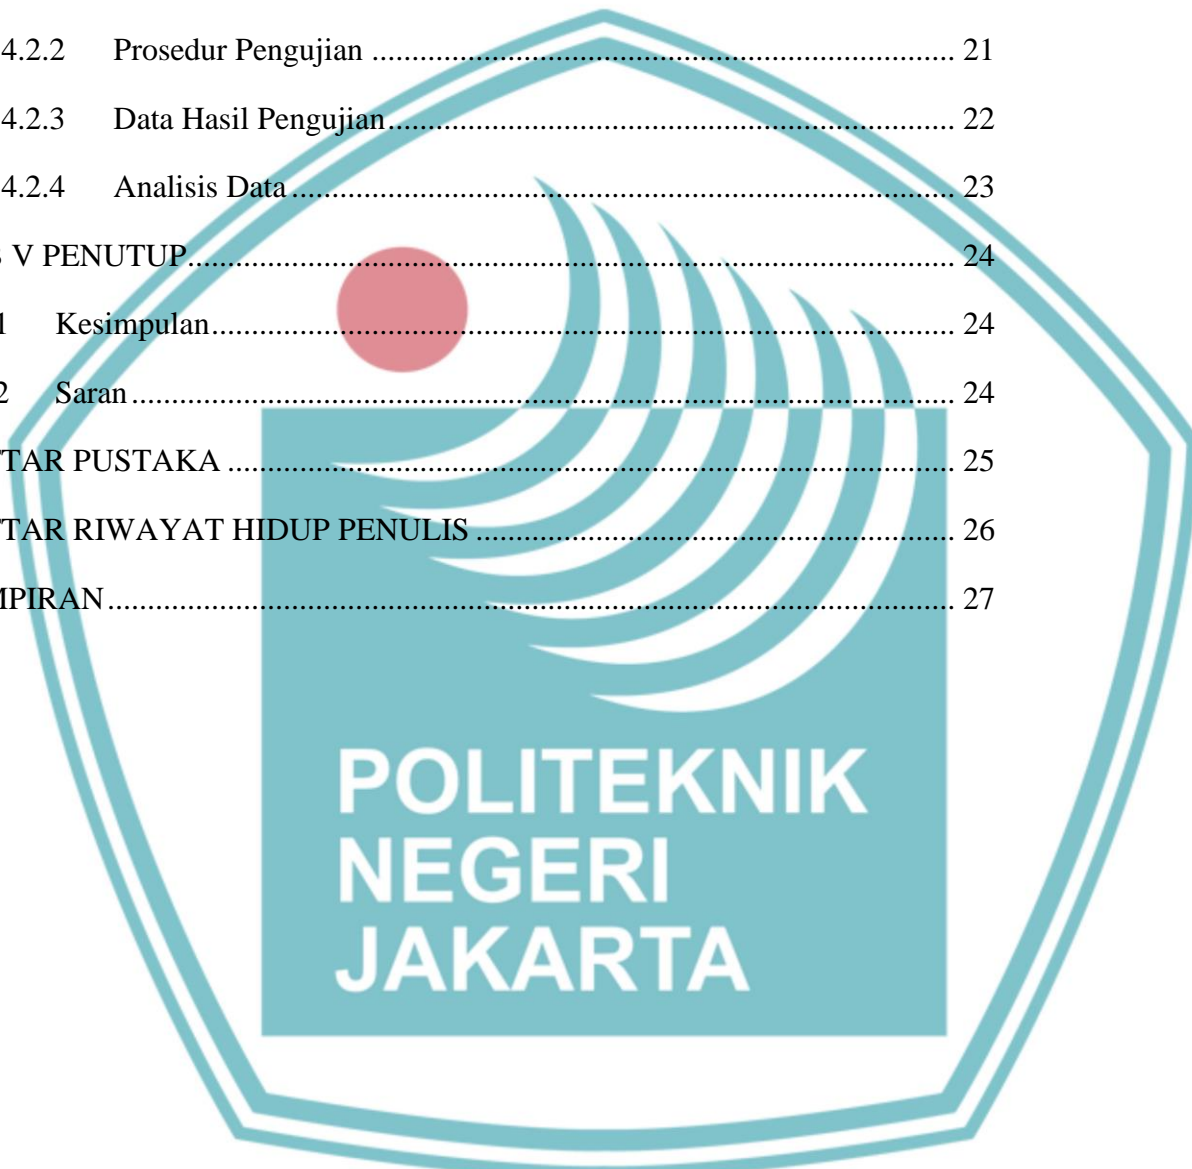 4.2.2 Prosedur Pengujian ........................................................................ 21
4.2.3 Data Hasil Pengujian...................................................................... 22
4.2.4 Analisis Data.................................................................................. 23
V PENUTUP............................................................................................... 24
1 Kesimpulan............................................................................................ 24
2 Saran...................................................................................................... 24
TAR PUSTAKA .......................................................................................... 25
TAR RIWAYAT HIDUP PENULIS ........................................................... 26
MPIRAN........................................................................................................ 27
POLITEKNIK
NEGERI
JAKARTA